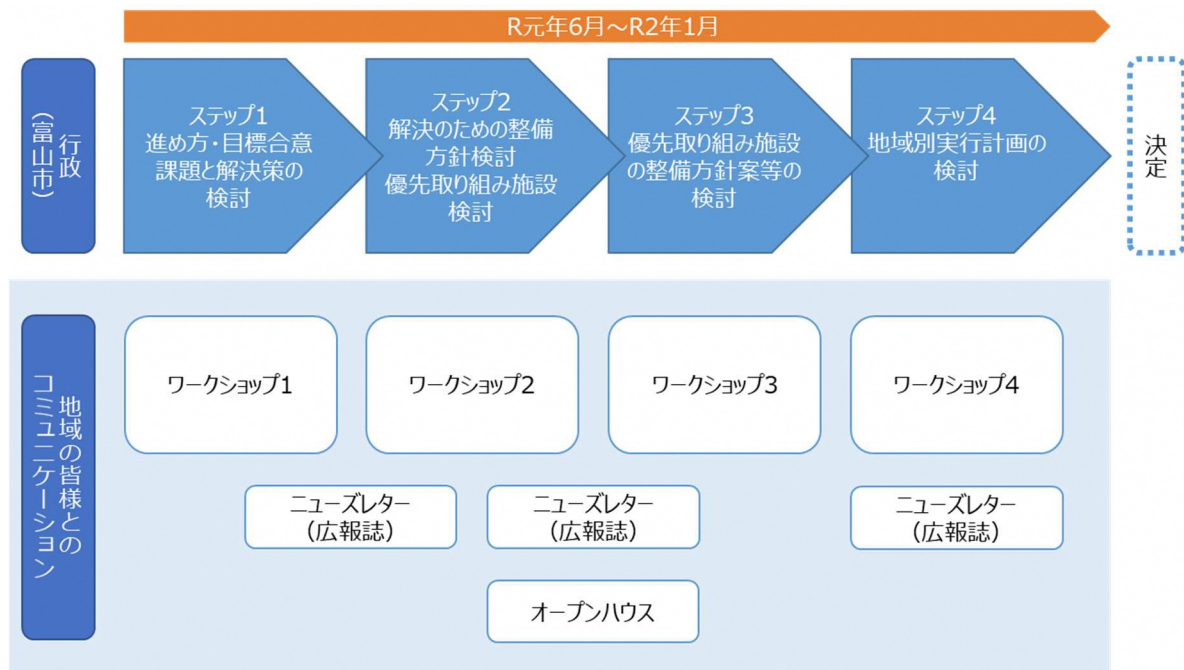 R元年6月～R2年1月
行政
（富山市）
ステップ1
進め方・目標合意
課題と解決策の
検討
ステップ2
解決のための整備
方針検討
優先取り組み施設
検討
ステップ3
優先取り組み施設
の整備方針案等の
検討
ステップ4
地域別実行計画の
検討
決定
地域の皆様との
コミュニケーション
ワークショップ1
ワークショップ2
ワークショップ3
ワークショップ4
ニューズレター
（広報誌）
ニューズレター
（広報誌）
ニューズレター
（広報誌）
オープンハウス